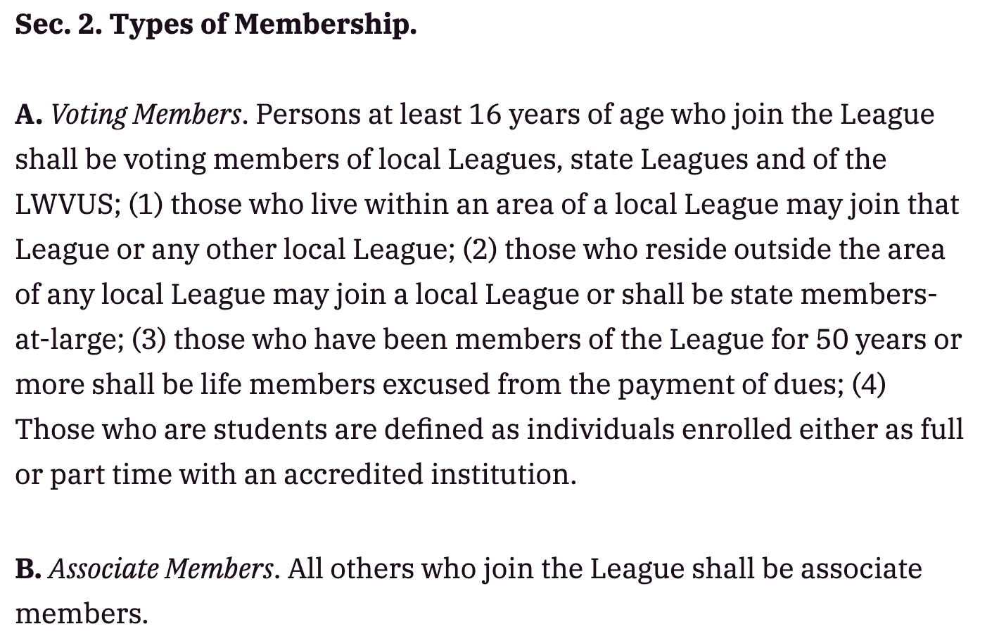 Sec. 2. Types of Membership.
A. Voting Members. Persons at least 16 years of age who join the League
shall be voting members of local Leagues, state Leagues and of the
LWVUS; (1) those who live within an area of a local League may join that
League or any other local League; (2) those who reside outside the area
of any local League may join a local League or shall be state members-
at-large; (3) those who have been members of the League for 50 years or
more shall be life members excused from the payment of dues; (4)
Those who are students are defined as individuals enrolled either as full
or part time with an accredited institution.
B. Associate Members. All others who join the League shall be associate
members.